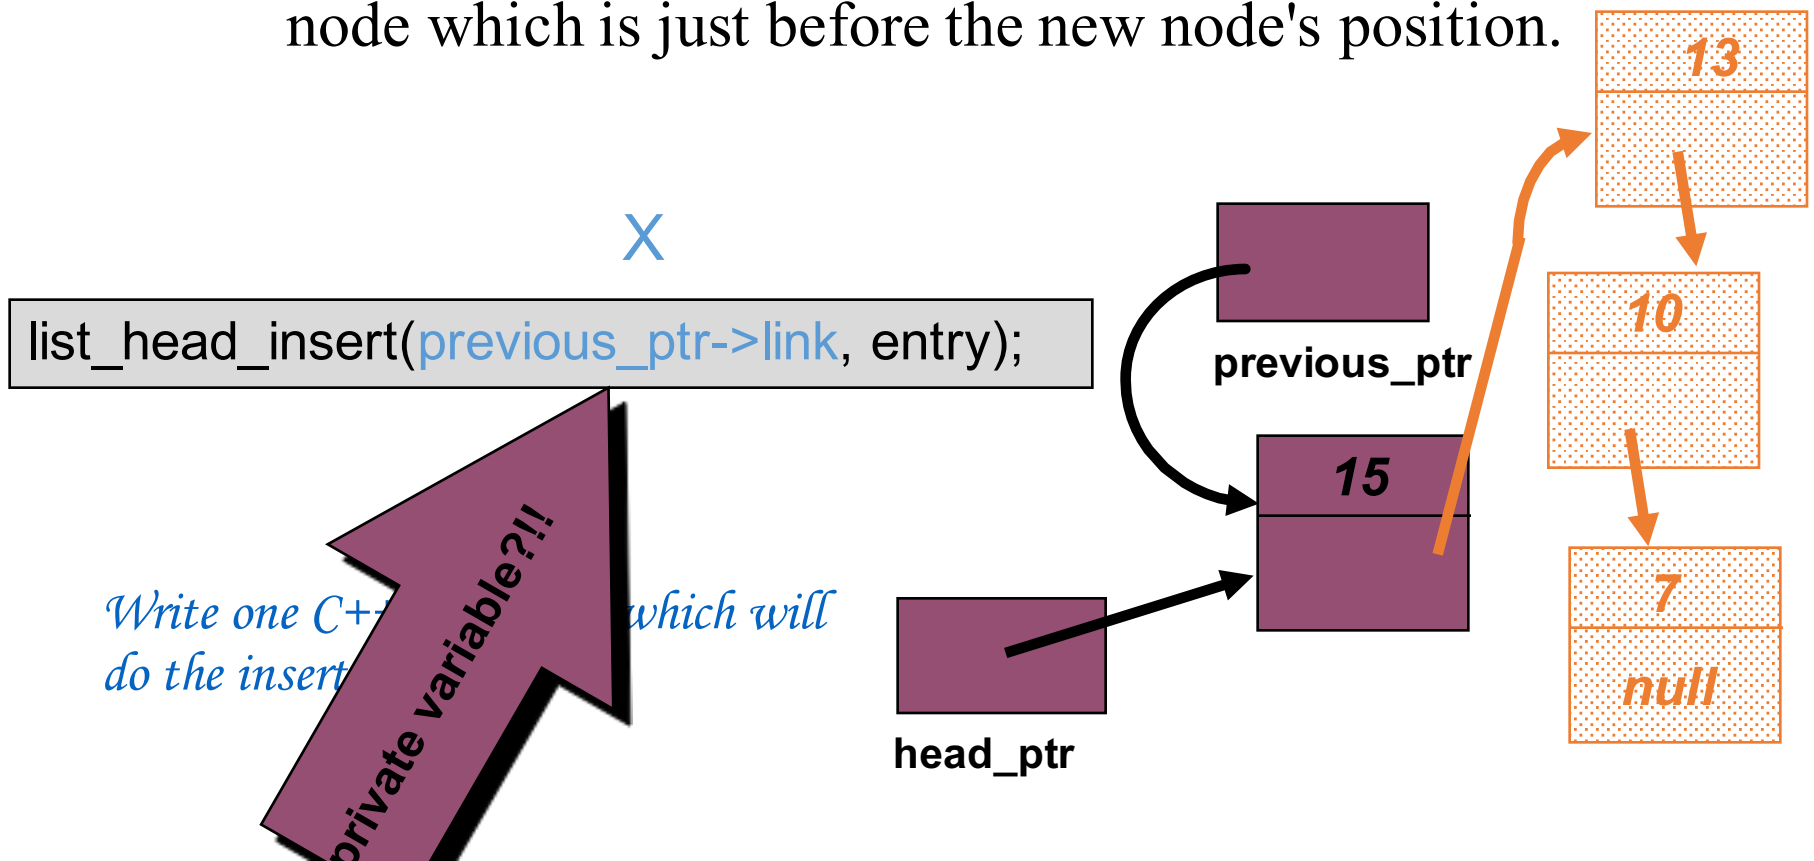 node which is just before the new node's position.
13
X
list_head_insert(previous_ptr->link, entry);
10
previous_ptr
15
private variable?!!
Write one C++ which will
do the insert
7
null
head_ptr